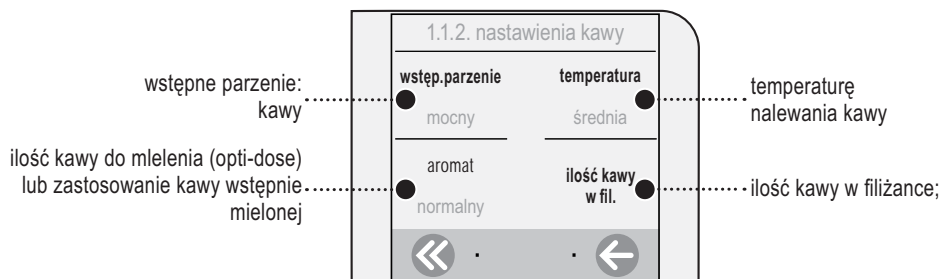 1.1.2. nastawienia kawy
wstępne parzenie:
kawy
wstęp.parzenie
mocny
temperatura
średnia
temperaturę
nalewania kawy
ilość kawy do mlelenia (opti-dose)
lub zastosowanie kawy wstępnie
mielonej
aromat
normalny
ilość kawy
w fil.
ilość kawy w filiżance;